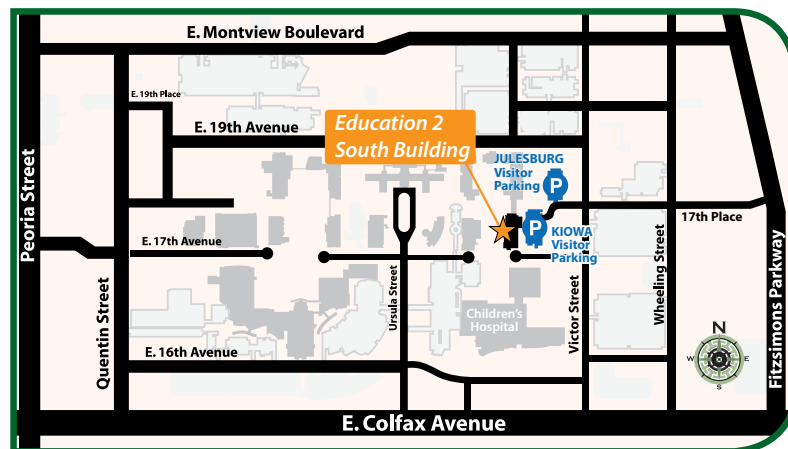 E. Montview Boulevard
E. 19th Place
E. 19th Avenue
Education 2
South Building
JULESBURG
Visitor
Parking
P
P
17th Place
KIOWA
Visitor
Parking
Peoria Street
E. 17th Avenue
Quentin Street
Ursula Street
Children's
Hospital
Victor Street
Wheeling Street
Fitzsimons Parkway
N
W
E
S
E. 16th Avenue
E. Colfax Avenue